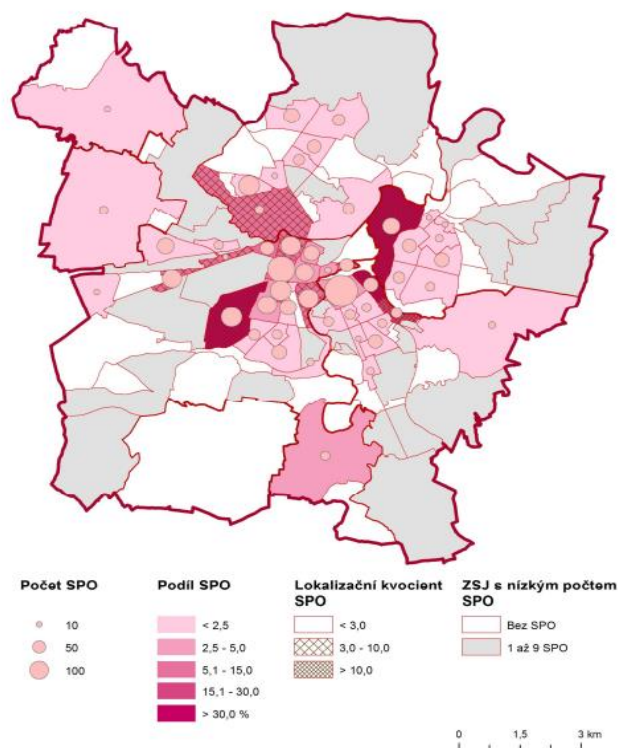 Počet SPO
10
50
100
Podíl SPO
< 2,5
2,5 - 5,0
5,1 - 15,0
15,1 - 30,0
> 30,0 %
Lokalizační kvocient
SPO
< 3,0
3,0 - 10,0
> 10,0
ZSJ s nízkým počtem
SPO
Bez SPO
1 až 9 SPO
0 1,5 3 km